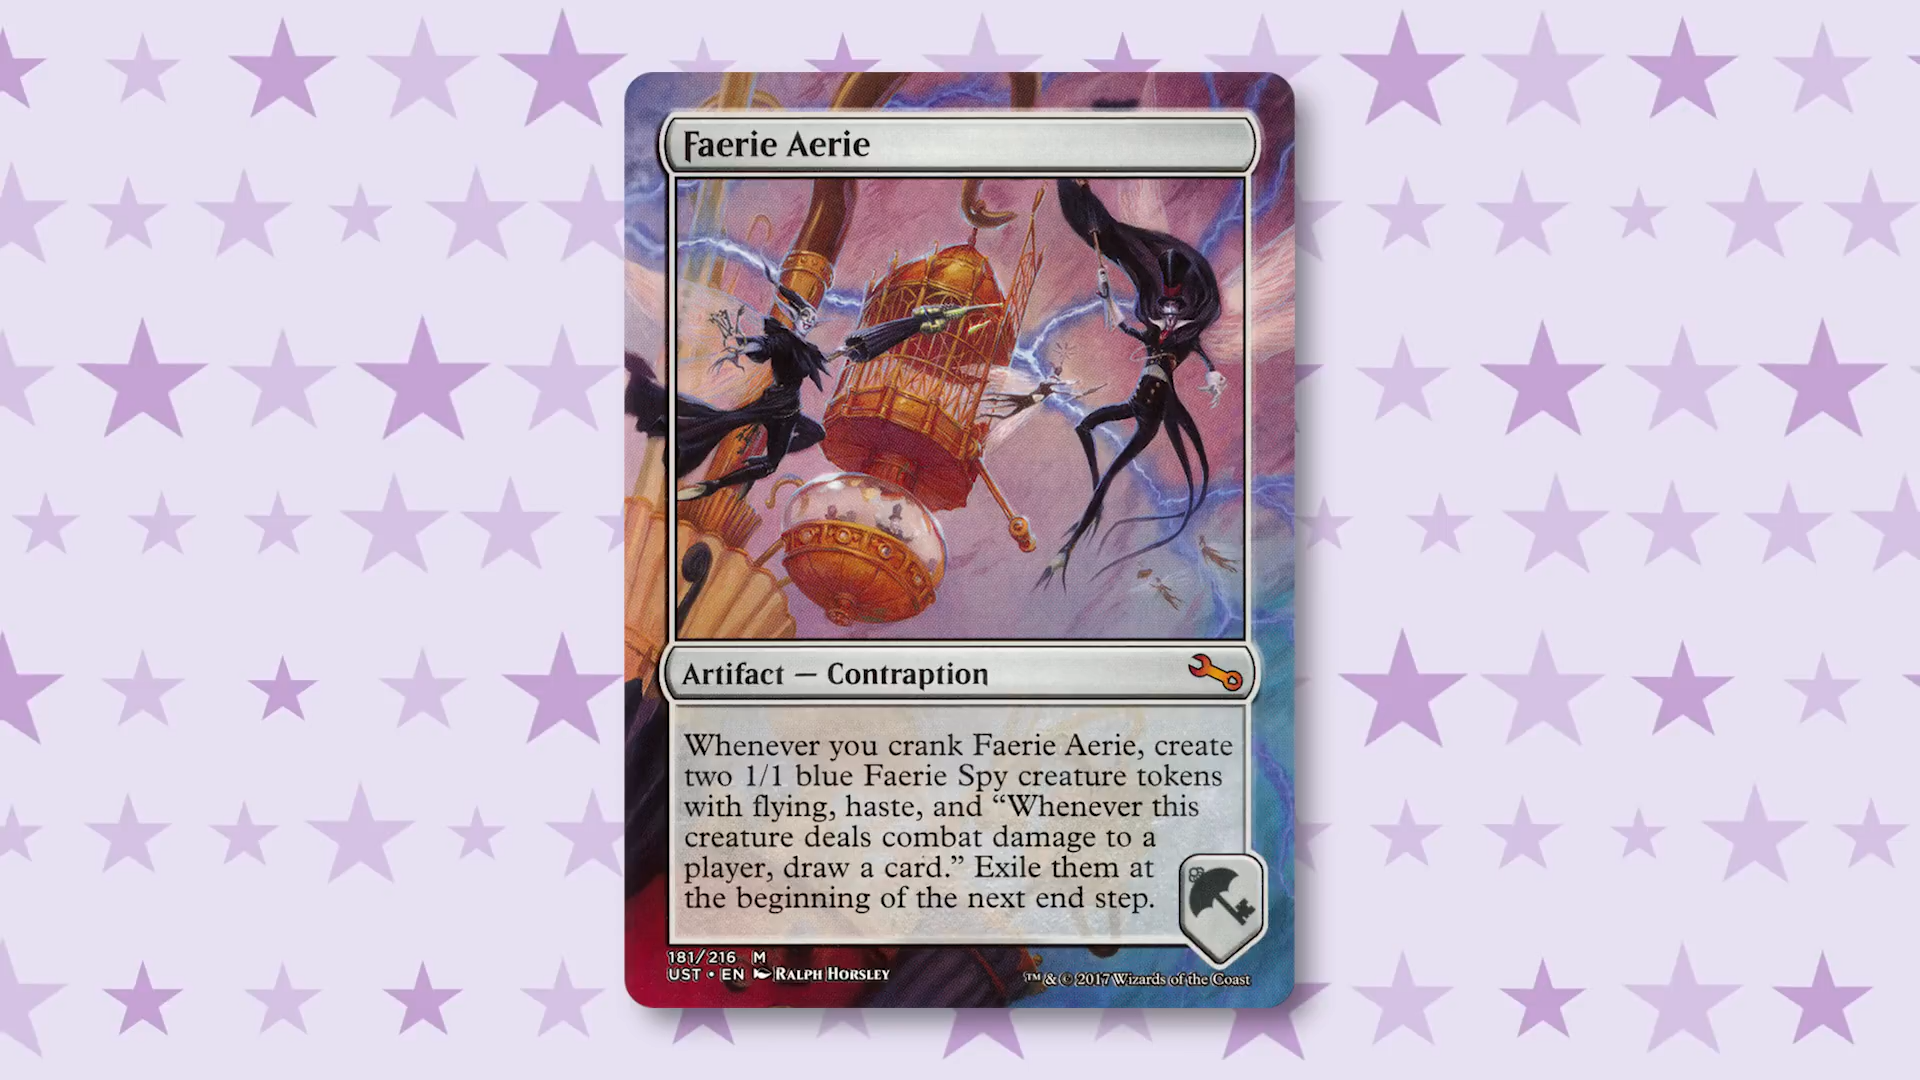 Faerie Aerie
Artifact — Contraption
Whenever you crank Faerie Aerie, create
two 1/1 blue Faerie Spy creature tokens
with flying, haste, and “Whenever this
creature deals combat damage to a
player, draw a card.” Exile them at
the beginning of the next end step.
181/216 M
UST • EN Ralph Horsley
™ & © 2017 Wizards of the Coast